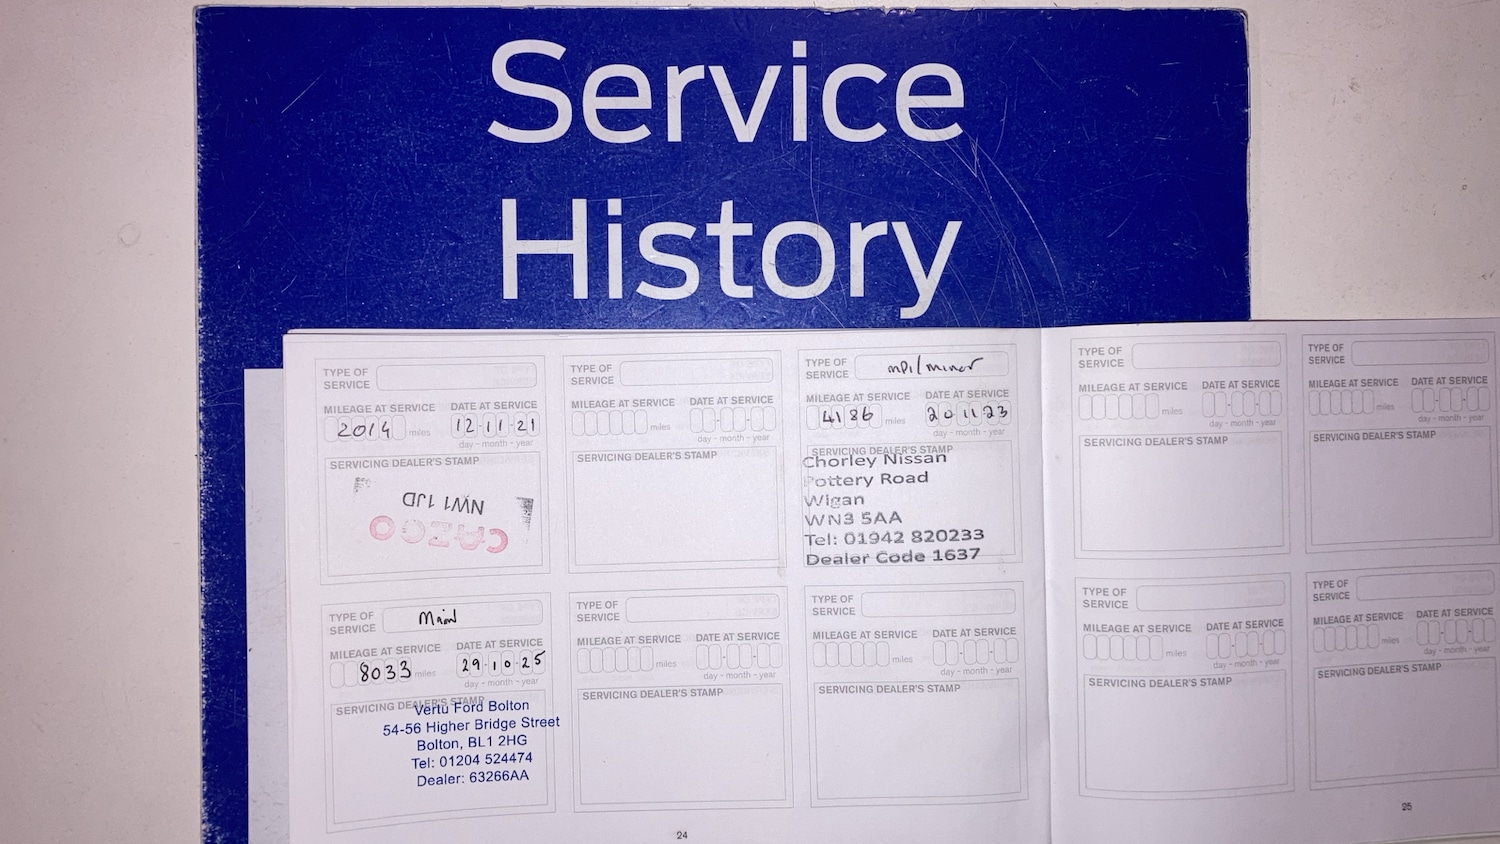 Service
History
TYPE OF
SERVICE
MILEAGE AT SERVICE DATE AT SERVICE
2014 miles 12-11-21
day - month - year
SERVICING DEALER'S STAMP
NW1 1JD
CAZOO
TYPE OF
SERVICE
MILEAGE AT SERVICE DATE AT SERVICE
miles
day - month - year
SERVICING DEALER'S STAMP
TYPE OF
SERVICE mpi/minor
MILEAGE AT SERVICE DATE AT SERVICE
4186 miles 20 11 23
day - month - year
SERVICING DEALER'S STAMP
Chorley Nissan
Pottery Road
Wigan
WN3 5AA
Tel: 01942 820233
Dealer Code 1637
TYPE OF
SERVICE
MILEAGE AT SERVICE DATE AT SERVICE
miles
day - month - year
SERVICING DEALER'S STAMP
TYPE OF
SERVICE
MILEAGE AT SERVICE DATE AT SERVICE
miles
day - month - year
SERVICING DEALER'S STAMP
TYPE OF
SERVICE Main
MILEAGE AT SERVICE DATE AT SERVICE
8033 miles 29-10-25
day - month - year
SERVICING DEALER'S STAMP
Vertu Ford Bolton
54-56 Higher Bridge Street
Bolton, BL1 2HG
Tel: 01204 524474
Dealer: 63266AA
TYPE OF
SERVICE
MILEAGE AT SERVICE DATE AT SERVICE
miles
day - month - year
SERVICING DEALER'S STAMP
TYPE OF
SERVICE
MILEAGE AT SERVICE DATE AT SERVICE
miles
day - month - year
SERVICING DEALER'S STAMP
TYPE OF
SERVICE
MILEAGE AT SERVICE DATE AT SERVICE
miles
day - month - year
SERVICING DEALER'S STAMP
TYPE OF
SERVICE
MILEAGE AT SERVICE DATE AT SERVICE
miles
day - month - year
SERVICING DEALER'S STAMP
24
25